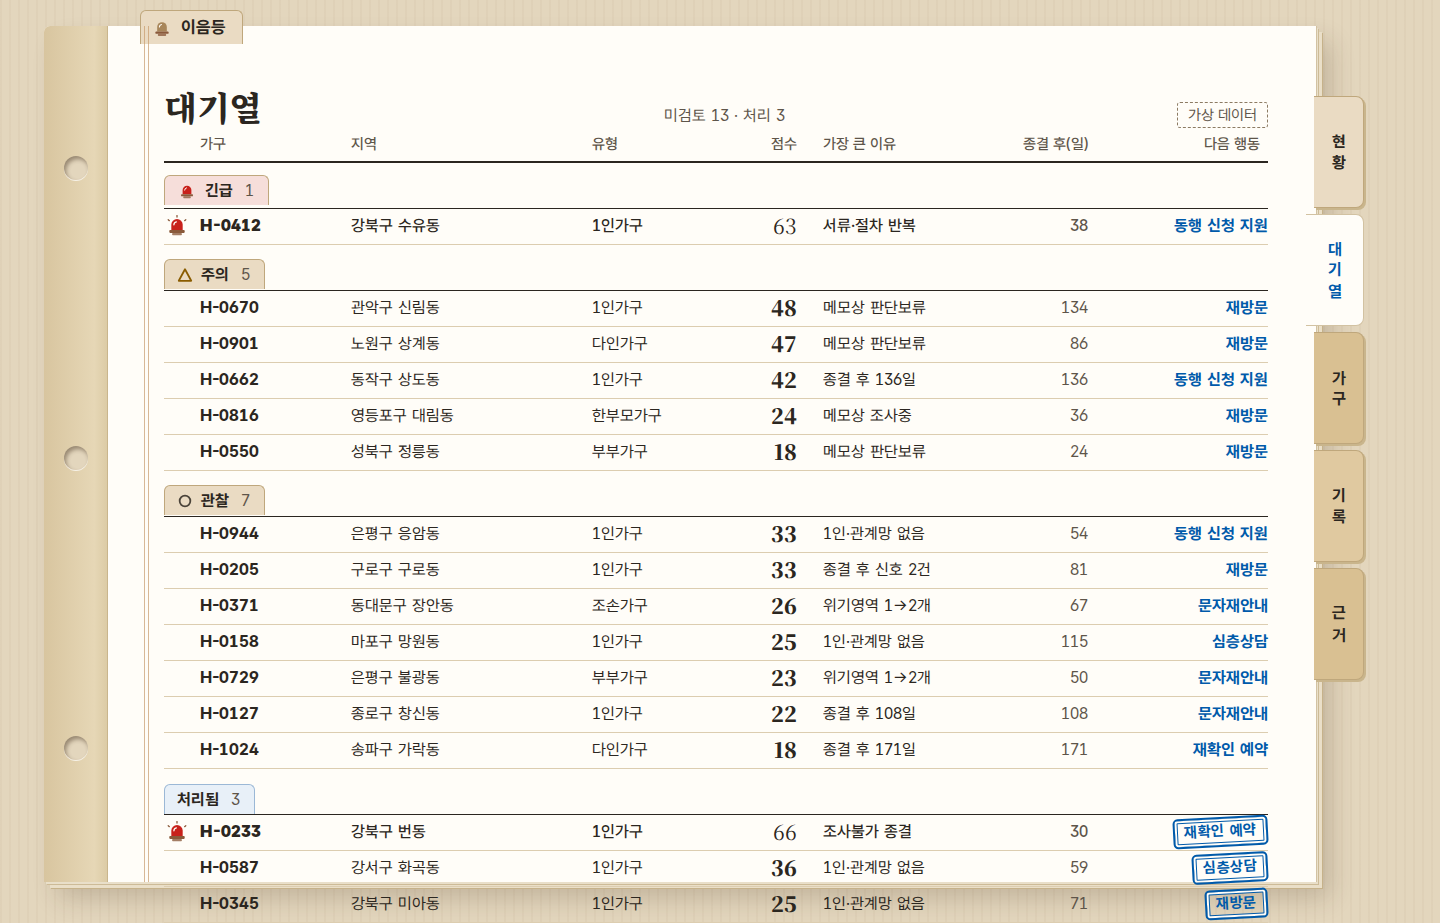 이음등
대기열
미검토 13 · 처리 3
가상 데이터
가구 지역 유형 점수 가장 큰 이유 종결 후(일) 다음 행동
긴급 1
H-0412 강북구 수유동 1인가구 63 서류·절차 반복 38 동행 신청 지원
주의 5
H-0670 관악구 신림동 1인가구 48 메모상 판단보류 134 재방문
H-0901 노원구 상계동 다인가구 47 메모상 판단보류 86 재방문
H-0662 동작구 상도동 1인가구 42 종결 후 136일 136 동행 신청 지원
H-0816 영등포구 대림동 한부모가구 24 메모상 조사중 36 재방문
H-0550 성북구 정릉동 부부가구 18 메모상 판단보류 24 재방문
관찰 7
H-0944 은평구 응암동 1인가구 33 1인·관계망 없음 54 동행 신청 지원
H-0205 구로구 구로동 1인가구 33 종결 후 신호 2건 81 재방문
H-0371 동대문구 장안동 조손가구 26 위기영역 1→2개 67 문자재안내
H-0158 마포구 망원동 1인가구 25 1인·관계망 없음 115 심층상담
H-0729 은평구 불광동 부부가구 23 위기영역 1→2개 50 문자재안내
H-0127 종로구 창신동 1인가구 22 종결 후 108일 108 문자재안내
H-1024 송파구 가락동 다인가구 18 종결 후 171일 171 재확인 예약
처리됨 3
H-0233 강북구 번동 1인가구 66 조사불가 종결 30 재확인 예약
H-0587 강서구 화곡동 1인가구 36 1인·관계망 없음 59 심층상담
H-0345 강북구 미아동 1인가구 25 1인·관계망 없음 71 재방문
현황
대기열
가구
기록
근거